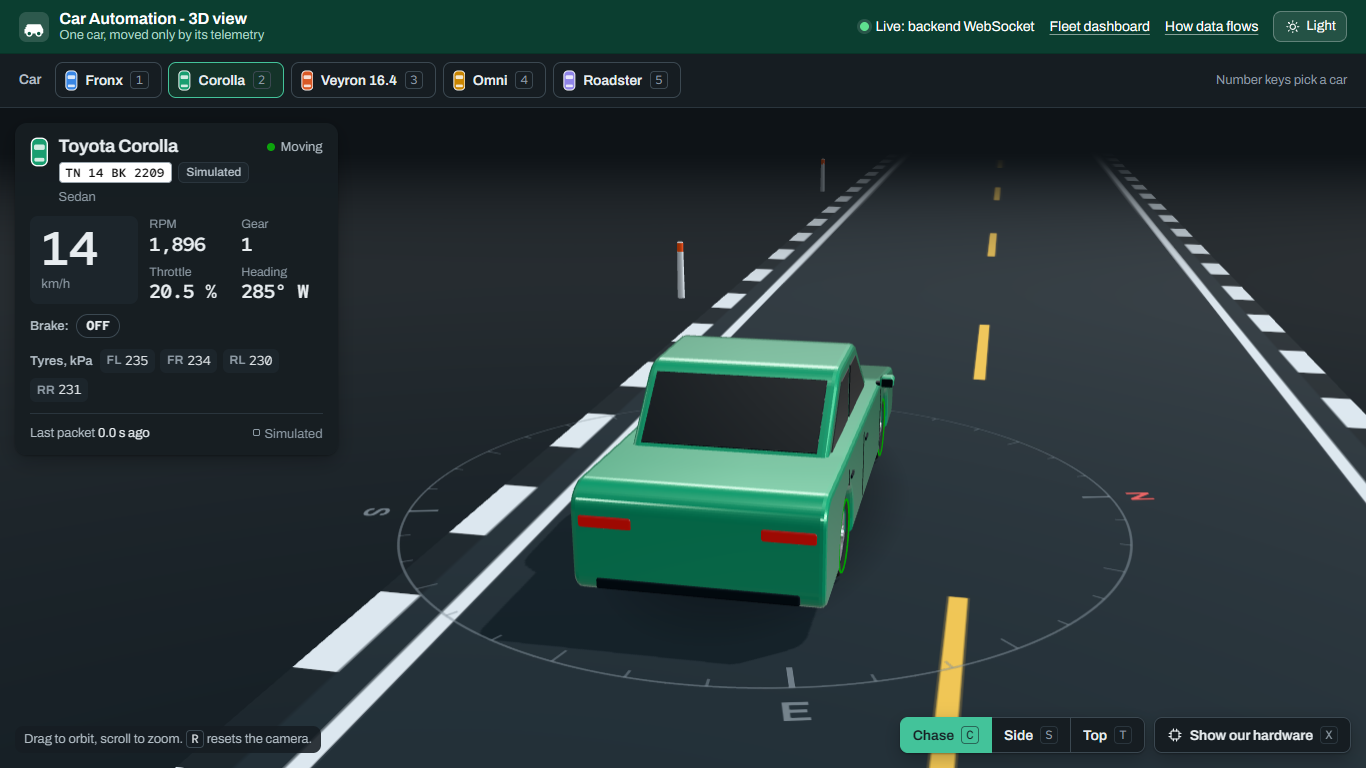 Car Automation - 3D view
One car, moved only by its telemetry
Live: backend WebSocket Fleet dashboard How data flows Light
Car Fronx 1 Corolla 2 Veyron 16.4 3 Omni 4 Roadster 5 Number keys pick a car
Toyota Corolla Moving
TN 14 BK 2209 Simulated
Sedan
14
km/h
RPM Gear
1,896 1
Throttle Heading
20.5 % 285° W
Brake: OFF
Tyres, kPa FL 235 FR 234 RL 230
RR 231
Last packet 0.0 s ago Simulated
S
N
E
Drag to orbit, scroll to zoom. R resets the camera.
Chase C Side S Top T Show our hardware X